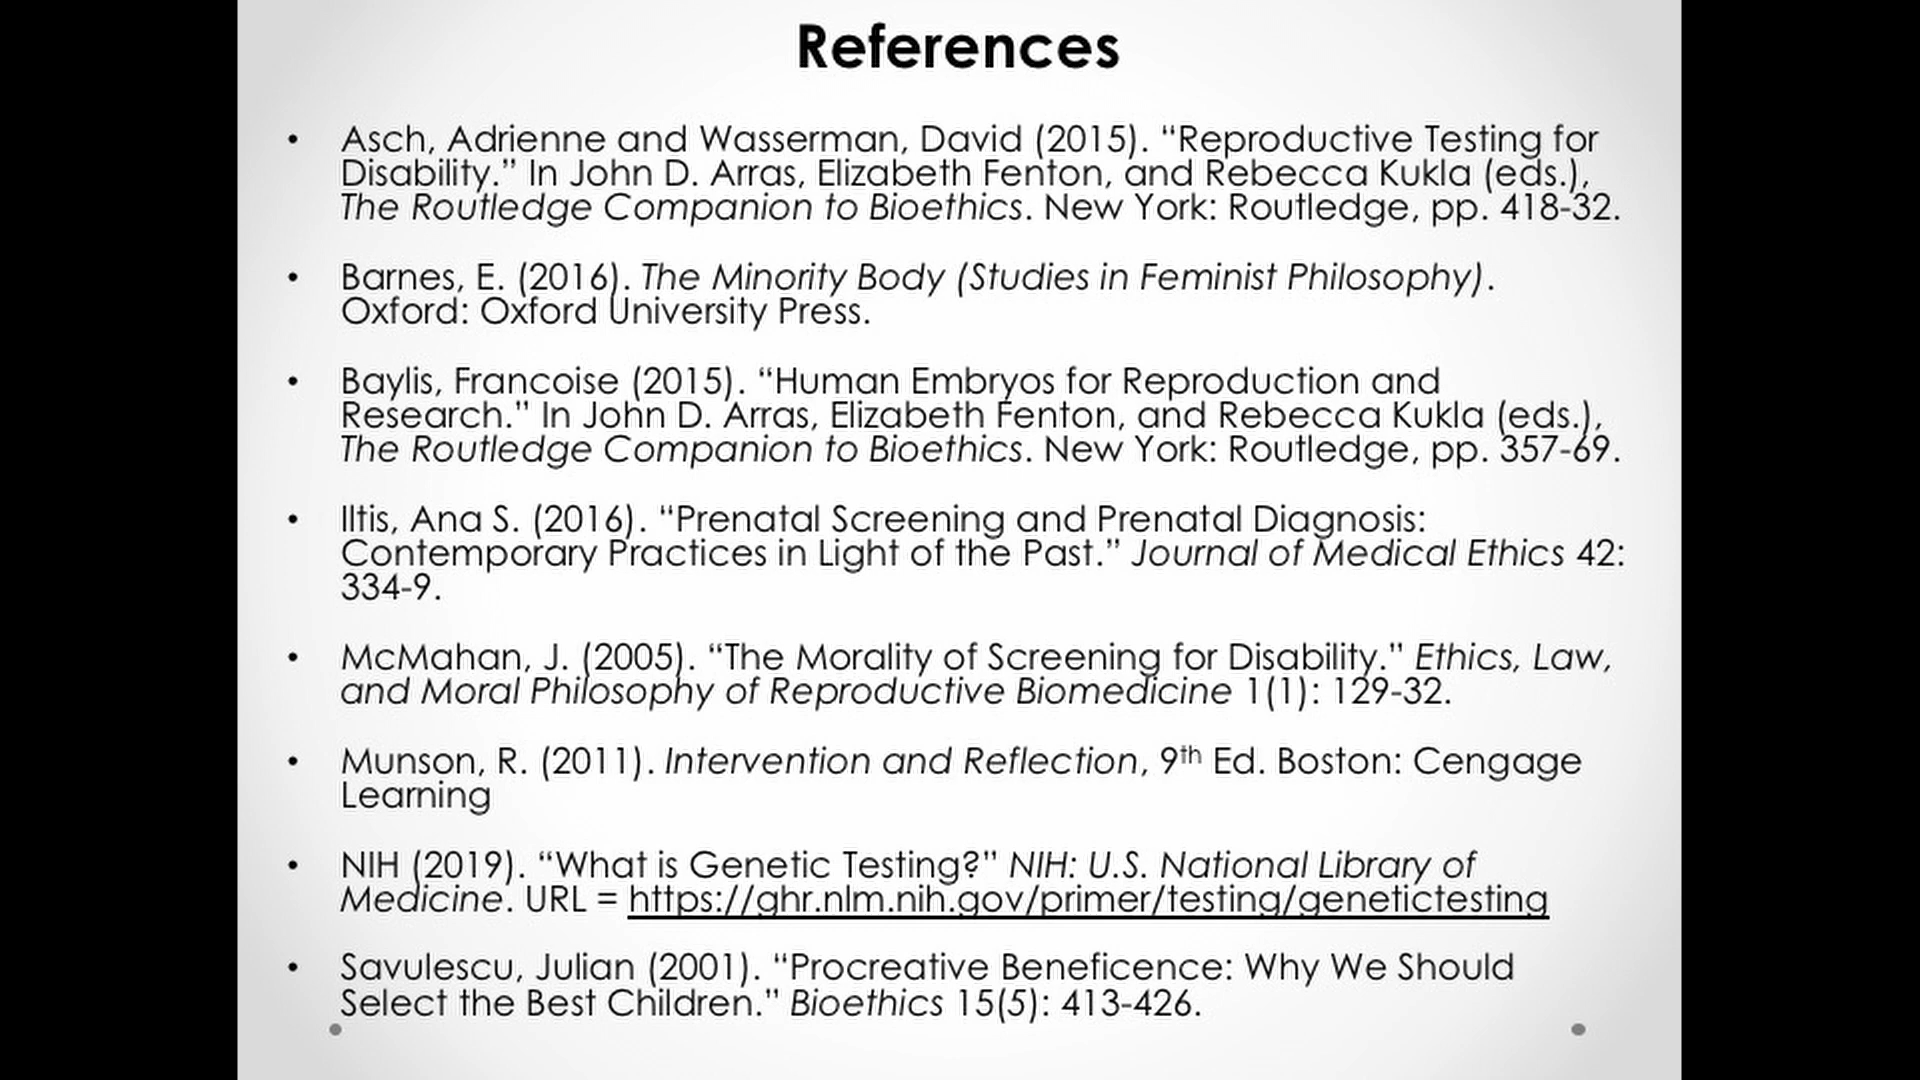 References
• Asch, Adrienne and Wasserman, David (2015). “Reproductive Testing for
Disability.” In John D. Arras, Elizabeth Fenton, and Rebecca Kukla (eds.),
The Routledge Companion to Bioethics. New York: Routledge, pp. 418-32.
• Barnes, E. (2016). The Minority Body (Studies in Feminist Philosophy).
Oxford: Oxford University Press.
• Baylis, Francoise (2015). “Human Embryos for Reproduction and
Research.” In John D. Arras, Elizabeth Fenton, and Rebecca Kukla (eds.),
The Routledge Companion to Bioethics. New York: Routledge, pp. 357-69.
• Iltis, Ana S. (2016). “Prenatal Screening and Prenatal Diagnosis:
Contemporary Practices in Light of the Past.” Journal of Medical Ethics 42:
334-9.
• McMahan, J. (2005). “The Morality of Screening for Disability.” Ethics, Law,
and Moral Philosophy of Reproductive Biomedicine 1(1): 129-32.
• Munson, R. (2011). Intervention and Reflection, 9th Ed. Boston: Cengage
Learning
• NIH (2019). “What is Genetic Testing?” NIH: U.S. National Library of
Medicine. URL = https://ghr.nlm.nih.gov/primer/testing/genetictesting
• Savulescu, Julian (2001). “Procreative Beneficence: Why We Should
Select the Best Children.” Bioethics 15(5): 413-426.